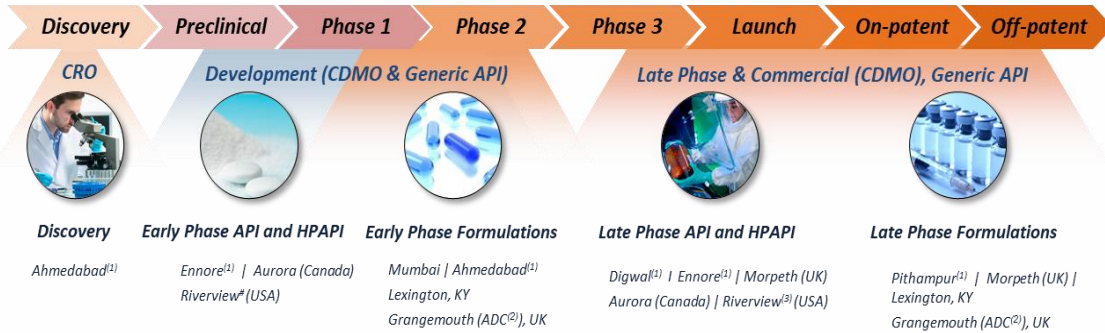 Discovery Preclinical Phase 1 Phase 2 Phase 3 Launch On-patent Off-patent
CRO Development (CDMO & Generic API) Late Phase & Commercial (CDMO), Generic API
Discovery
Ahmedabad(1)
Early Phase API and HPAPI
Ennore(1) | Aurora (Canada)
Riverview# (USA)
Early Phase Formulations
Mumbai | Ahmedabad(1)
Lexington, KY
Grangemouth (ADC(2)), UK
Late Phase API and HPAPI
Digwal(1) I Ennore(1) | Morpeth (UK)
Aurora (Canada) | Riverview(3) (USA)
Late Phase Formulations
Pithampur(1) | Morpeth (UK) |
Lexington, KY
Grangemouth (ADC(2)), UK